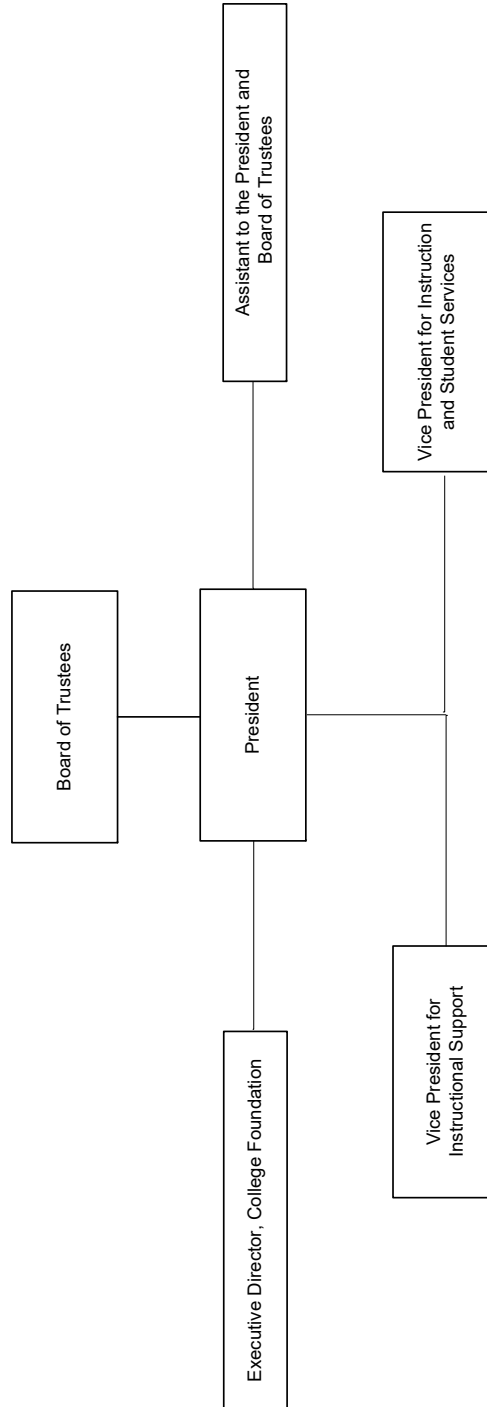 Board of Trustees
Executive Director, College Foundation
President
Assistant to the President and
Board of Trustees
Vice President for
Instructional Support
Vice President for Instruction
and Student Services